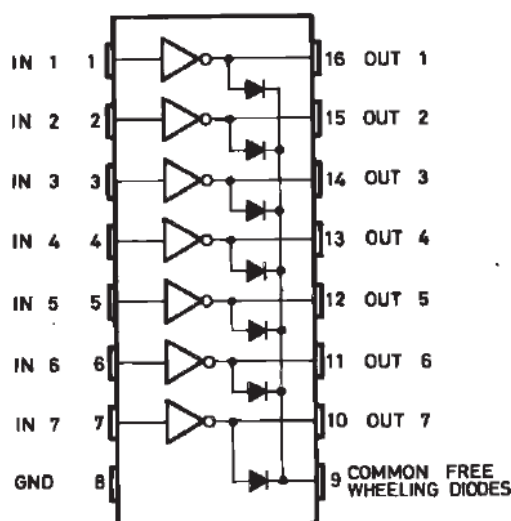 IN 1 1 16 OUT 1
IN 2 2 15 OUT 2
IN 3 3 14 OUT 3
IN 4 4 13 OUT 4
IN 5 5 12 OUT 5
IN 6 6 11 OUT 6
IN 7 7 10 OUT 7
GND 8 9 COMMON FREE
WHEELING DIODES